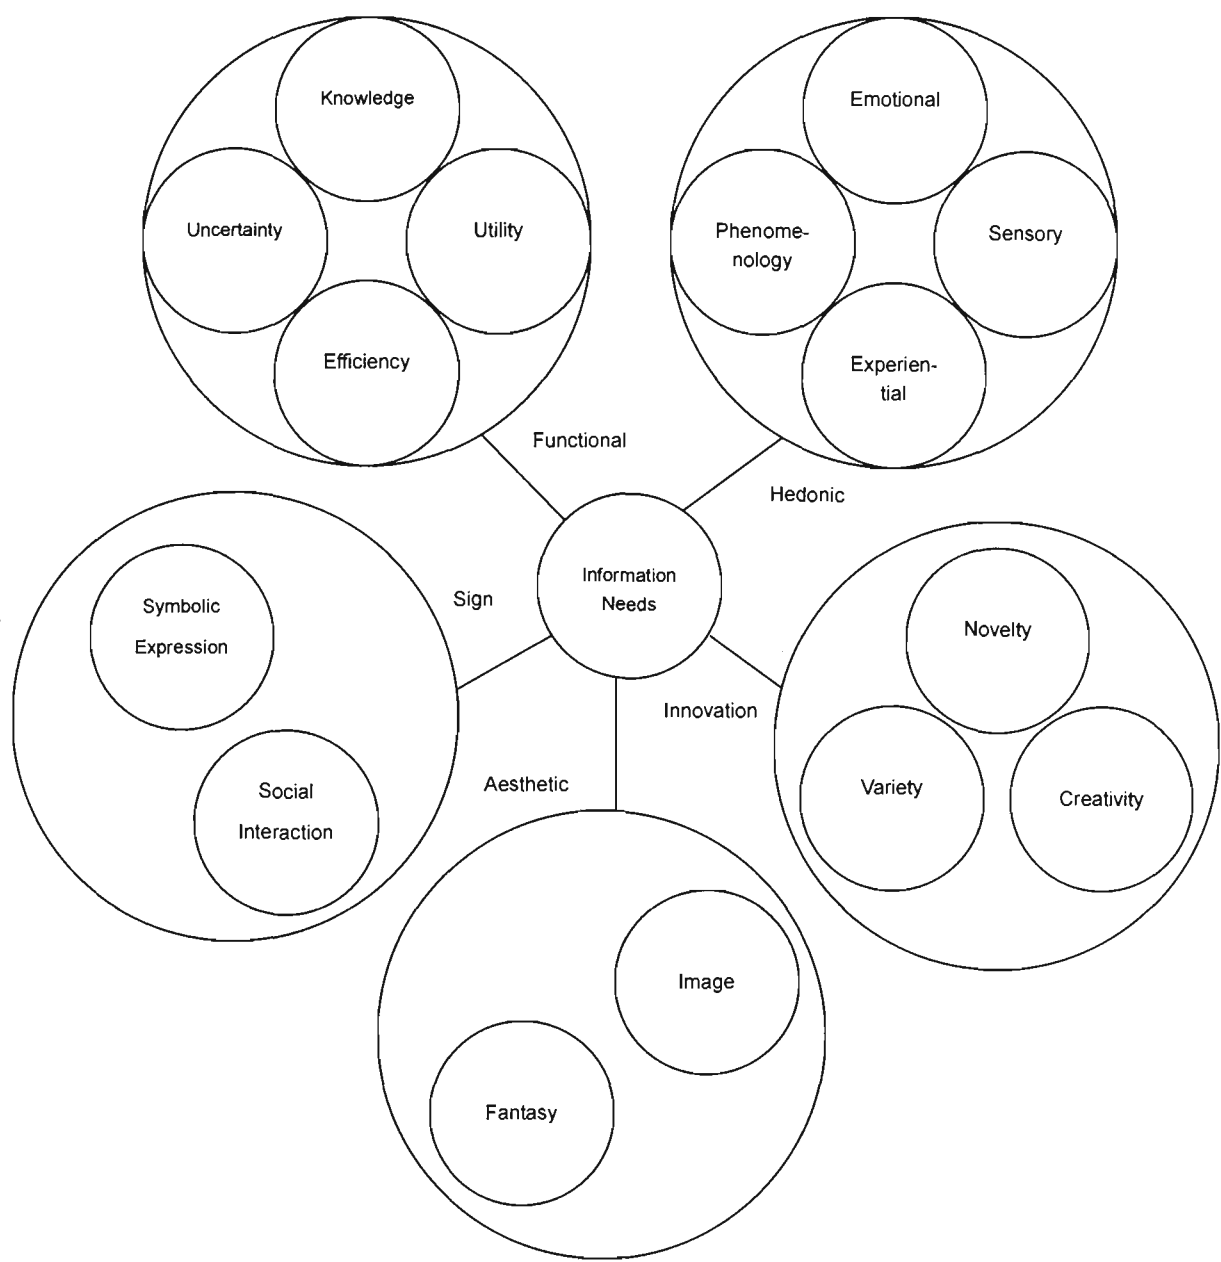 Knowledge
Uncertainty
Utility
Efficiency
Emotional
Phenome-
nology
Sensory
Experien-
tial
Functional
Hedonic
Information
Needs
Sign
Symbolic
Expression
Social
Interaction
Innovation
Novelty
Variety
Creativity
Aesthetic
Image
Fantasy